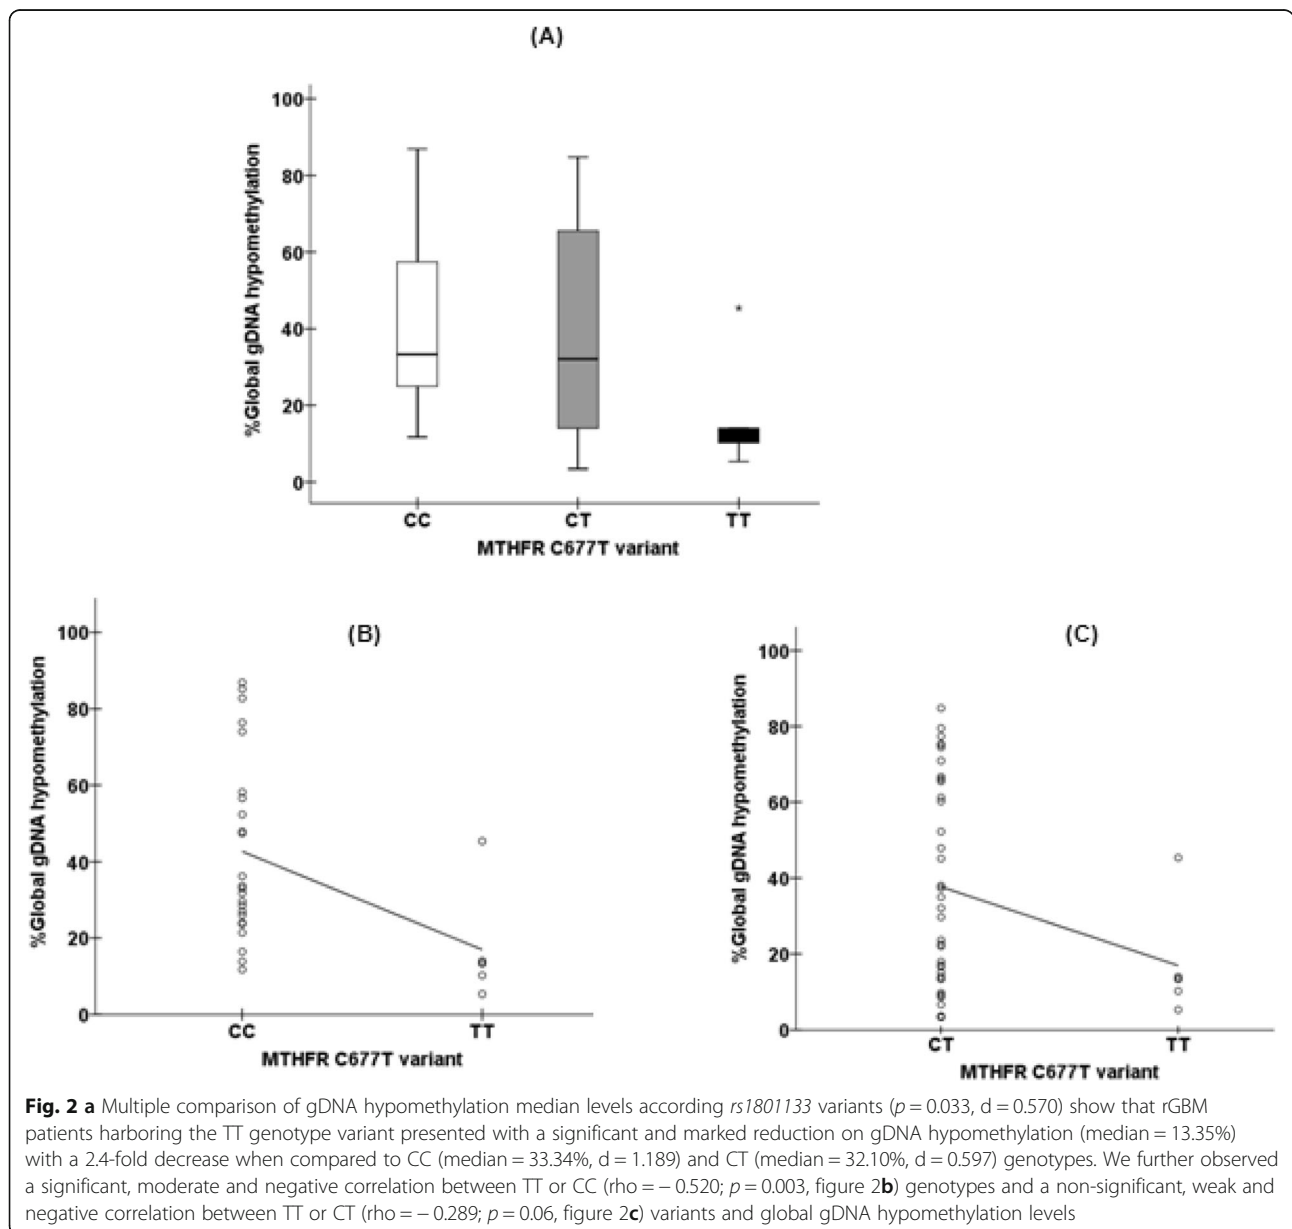 (A)
%Global gDNA hypomethylation
100
80
60
40
20
0
CC CT TT
MTHFR C677T variant
(B)
%Global gDNA hypomethylation
100
80
60
40
20
0
CC TT
MTHFR C677T variant
(C)
%Global gDNA hypomethylation
100
80
60
40
20
0
CT TT
MTHFR C677T variant
Fig. 2 a Multiple comparison of gDNA hypomethylation median levels according rs1801133 variants (p = 0.033, d = 0.570) show that rGBM
patients harboring the TT genotype variant presented with a significant and marked reduction on gDNA hypomethylation (median = 13.35%)
with a 2.4-fold decrease when compared to CC (median = 33.34%, d = 1.189) and CT (median = 32.10%, d = 0.597) genotypes. We further observed
a significant, moderate and negative correlation between TT or CC (rho = − 0.520; p = 0.003, figure 2b) genotypes and a non-significant, weak and
negative correlation between TT or CT (rho = − 0.289; p = 0.06, figure 2c) variants and global gDNA hypomethylation levels